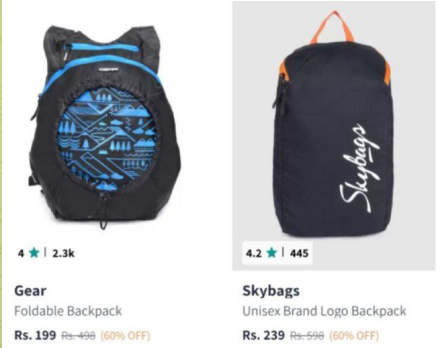 Skybags
4 ★ | 2.3k
4.2 ★ | 445
Gear
Foldable Backpack
Rs. 199 Rs. 498 (60% OFF)
Skybags
Unisex Brand Logo Backpack
Rs. 239 Rs. 598 (60% OFF)